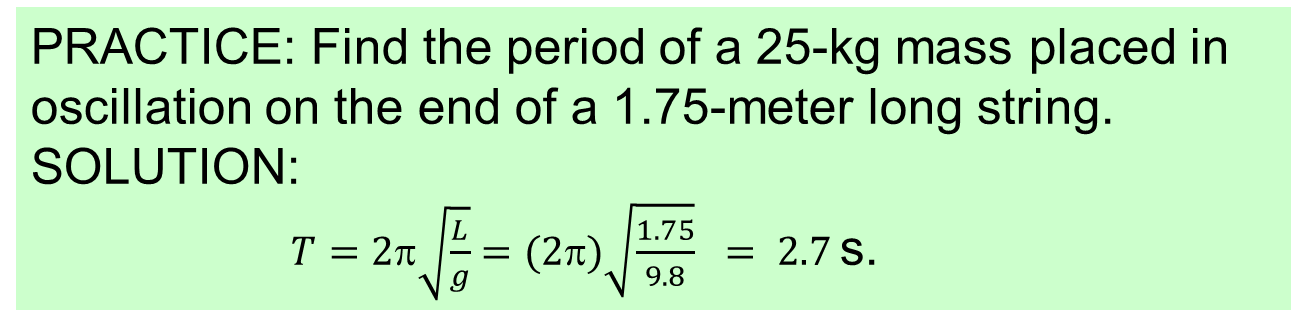 PRACTICE: Find the period of a 25-kg mass placed in
oscillation on the end of a 1.75-meter long string.
SOLUTION:
T = 2π√(L/g) = (2π)√(1.75/9.8) = 2.7 s.